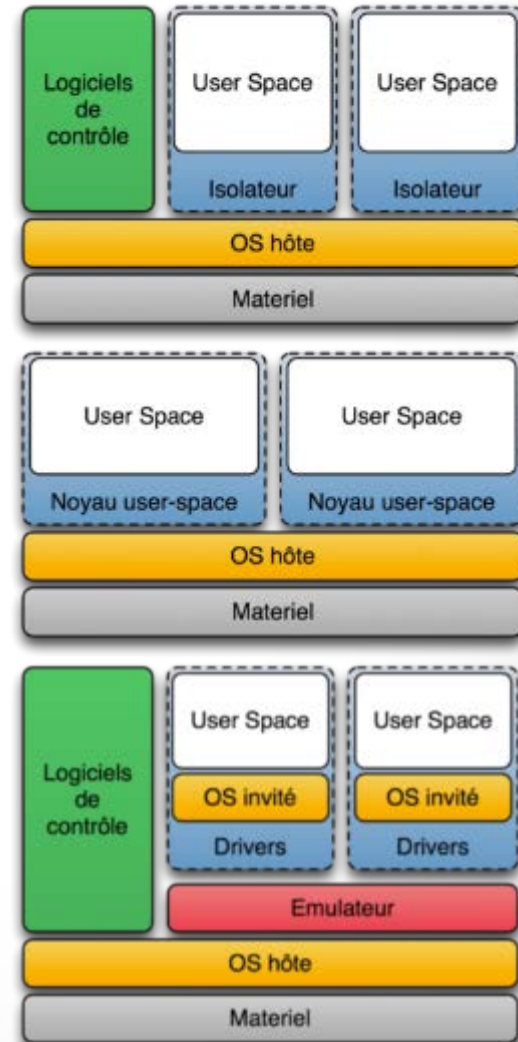 Logiciels
de
contrôle
User Space
User Space
Isolateur
Isolateur
OS hôte
Materiel
User Space
User Space
Noyau user-space
Noyau user-space
OS hôte
Materiel
Logiciels
de
contrôle
User Space
User Space
OS invité
OS invité
Drivers
Drivers
Emulateur
OS hôte
Materiel